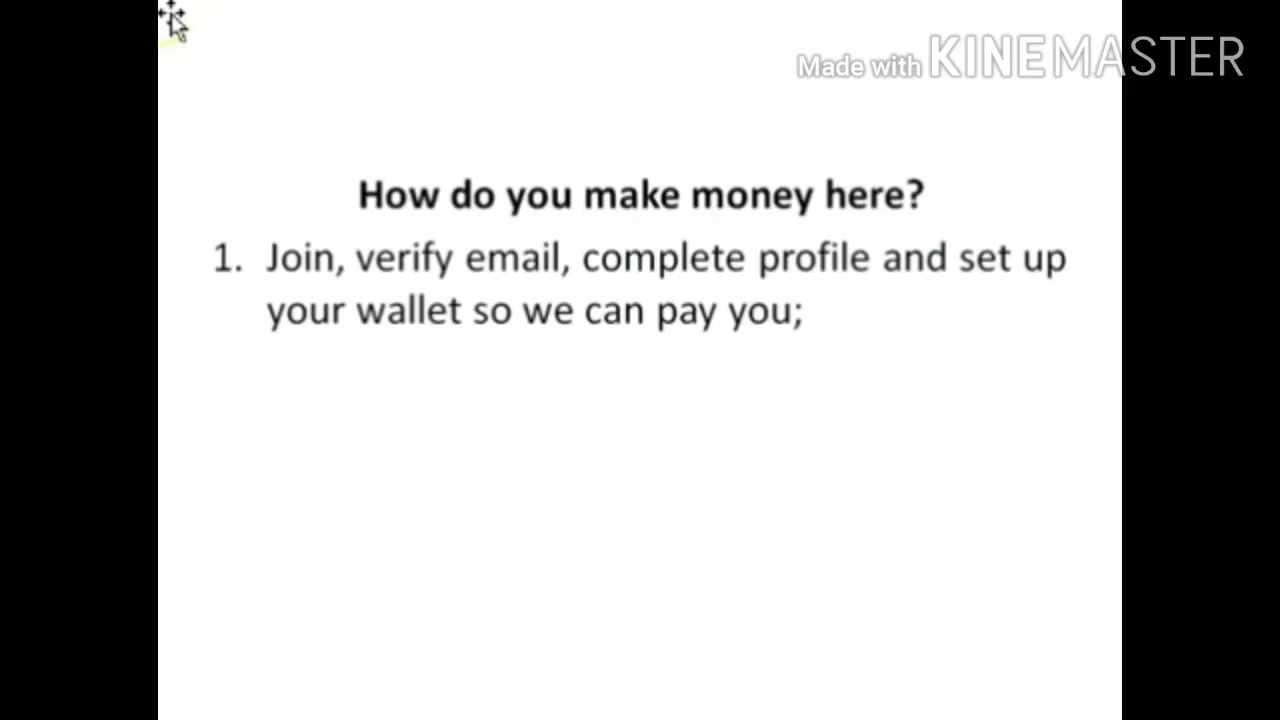 Made with KINEMASTER
How do you make money here?
1. Join, verify email, complete profile and set up
your wallet so we can pay you;